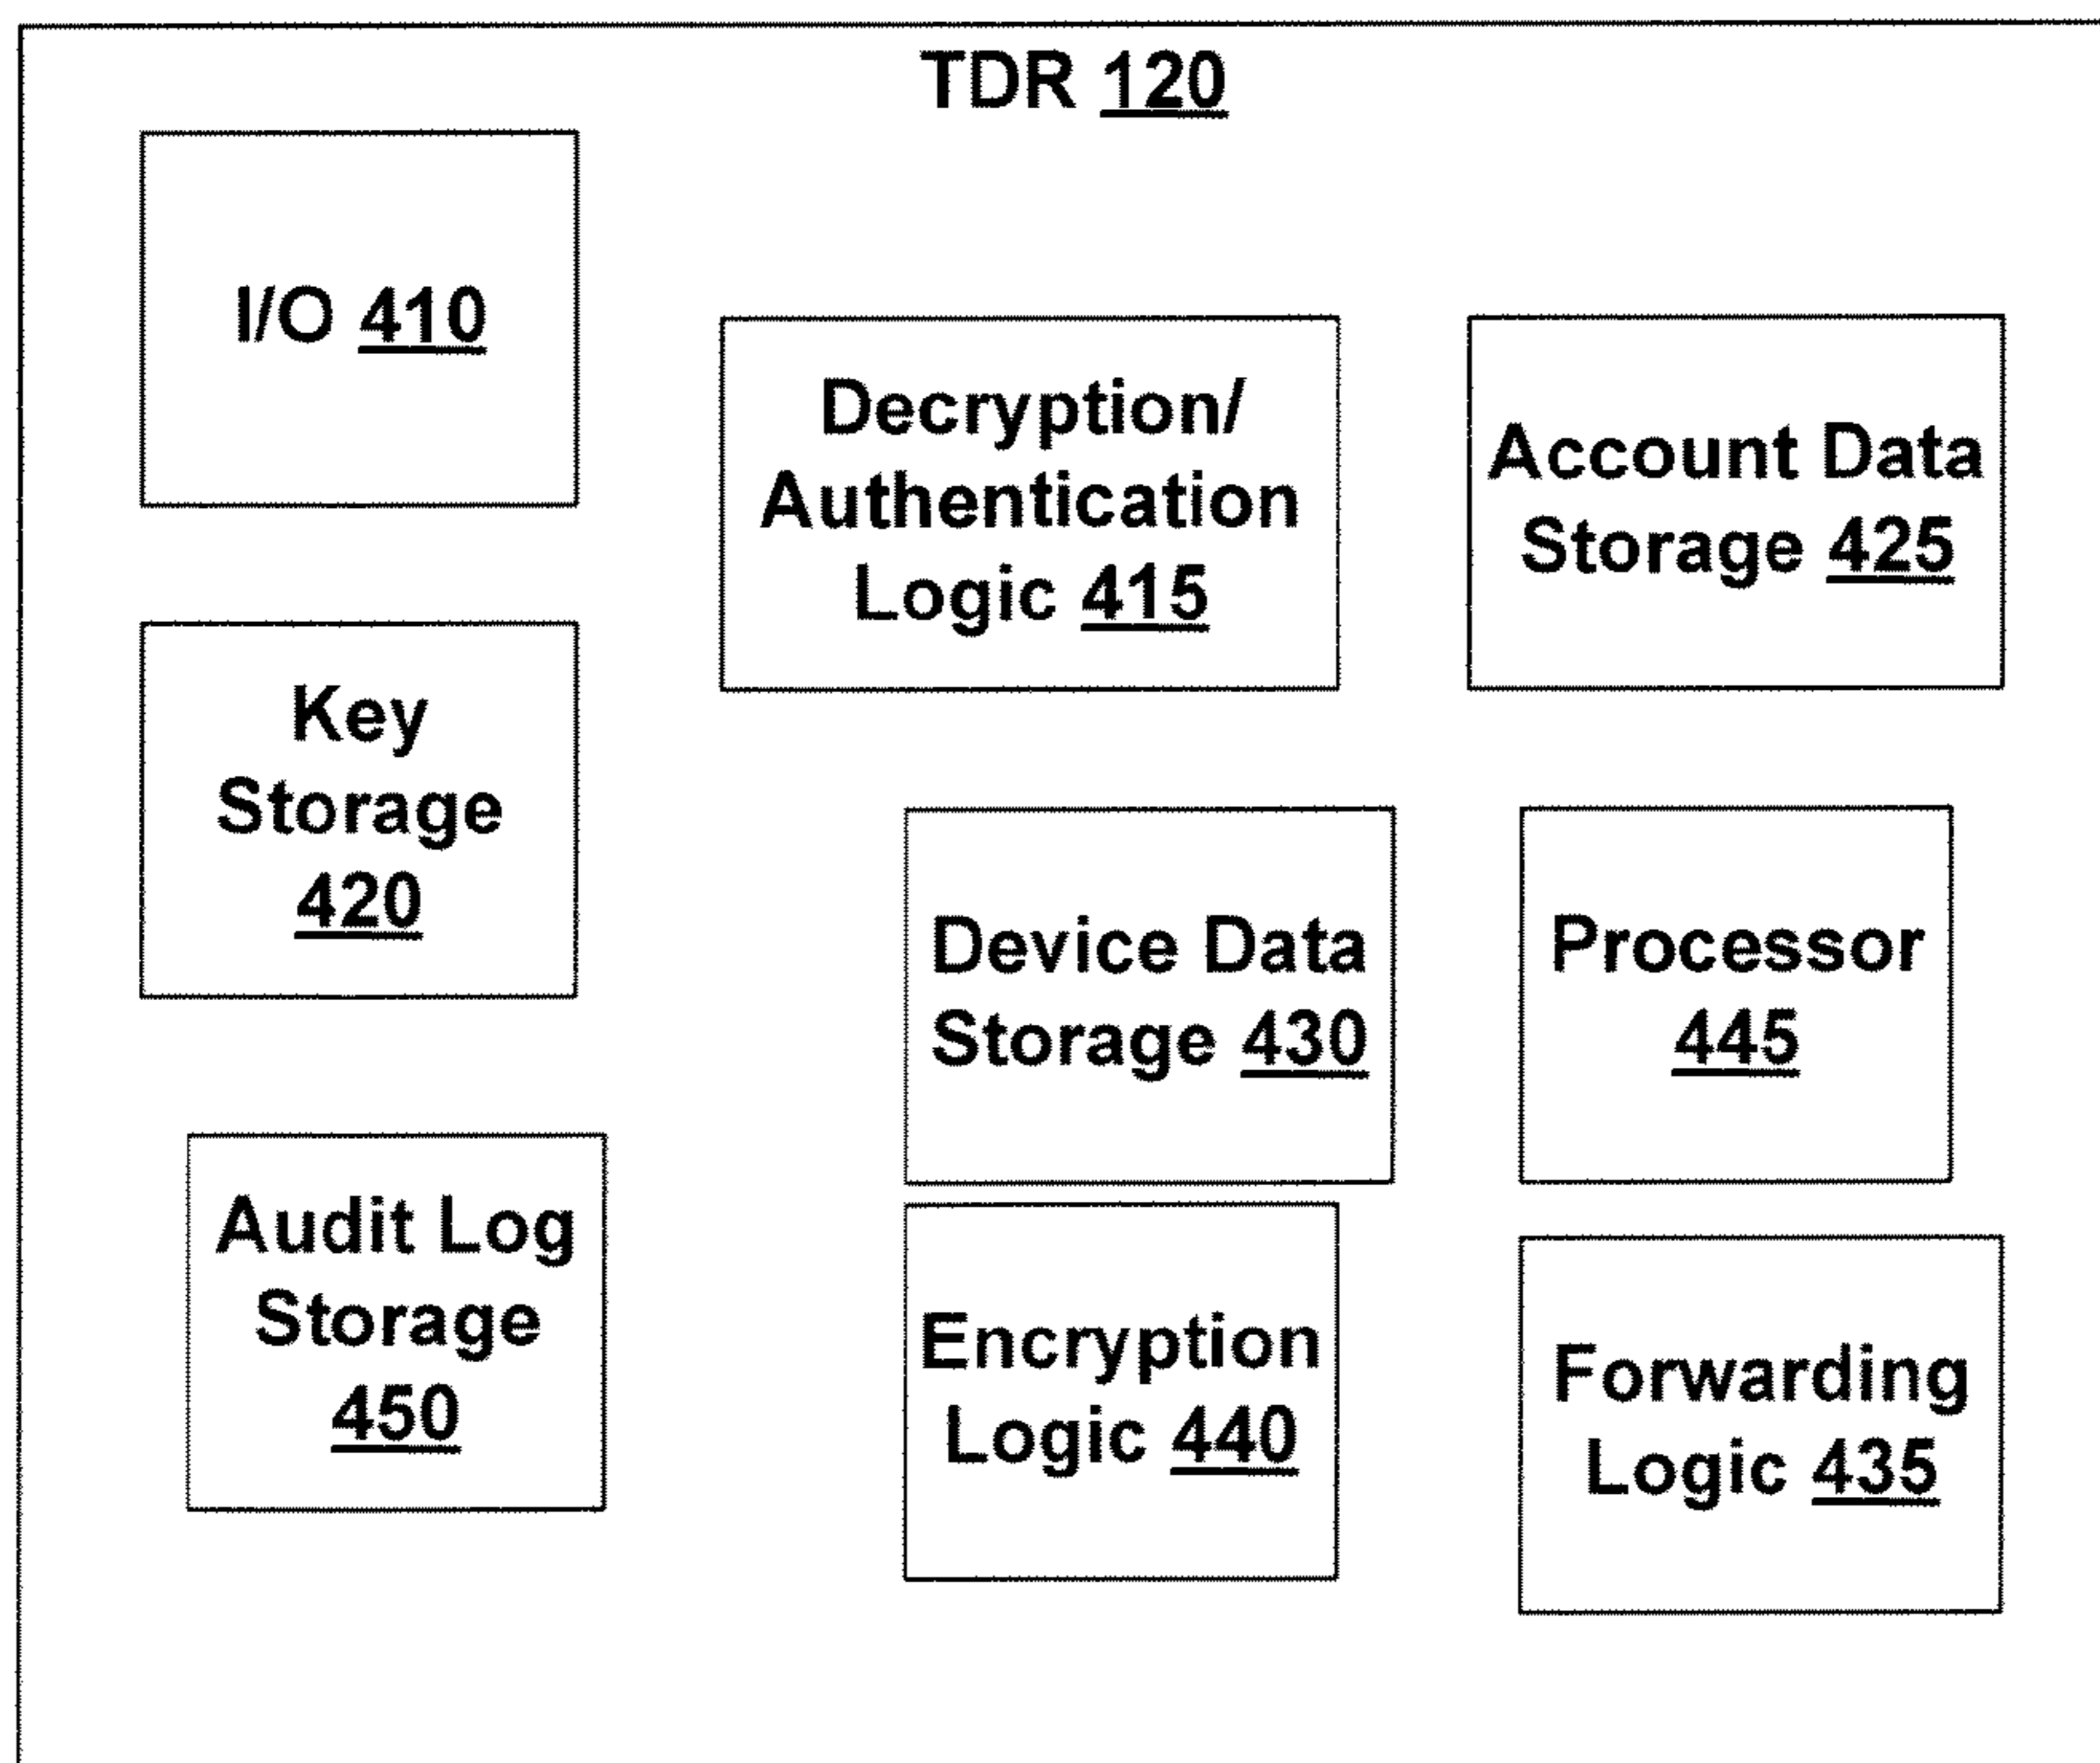 TDR 120
I/O 410
Decryption/
Authentication
Logic 415
Account Data
Storage 425
Key
Storage
420
Device Data
Storage 430
Processor
445
Audit Log
Storage
450
Encryption
Logic 440
Forwarding
Logic 435